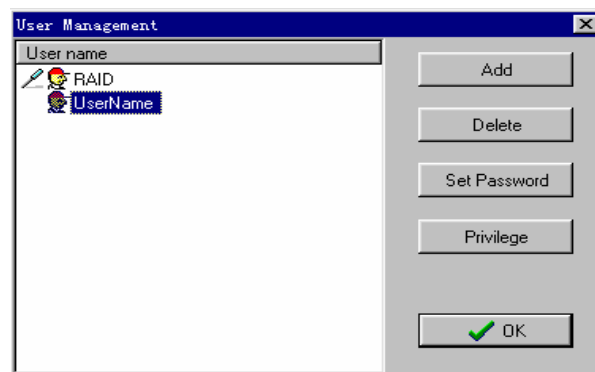 User Management
User name
RAID
UserName
Add
Delete
Set Password
Privilege
OK